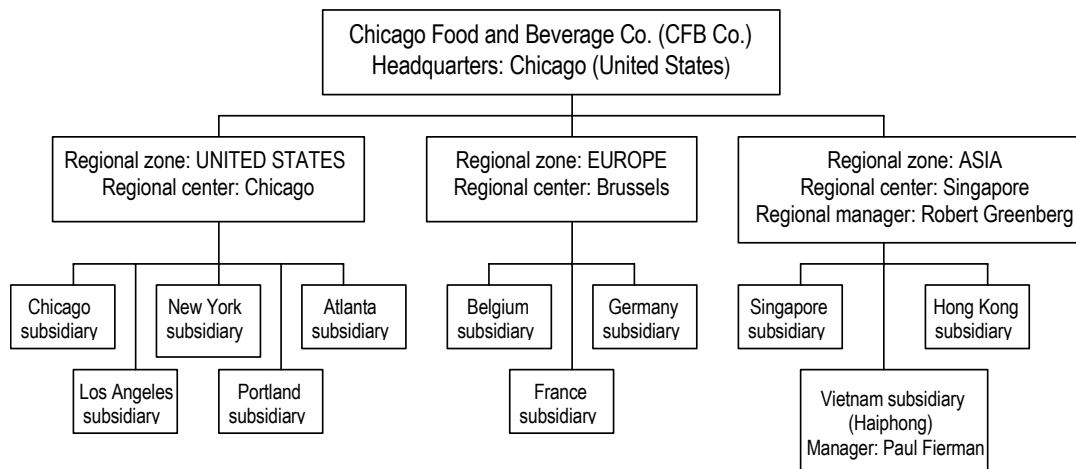 Chicago Food and Beverage Co. (CFB Co.)
Headquarters: Chicago (United States)
Regional zone: UNITED STATES
Regional center: Chicago
Regional zone: EUROPE
Regional center: Brussels
Regional zone: ASIA
Regional center: Singapore
Regional manager: Robert Greenberg
Chicago
subsidiary
New York
subsidiary
Atlanta
subsidiary
Los Angeles
subsidiary
Portland
subsidiary
Belgium
subsidiary
Germany
subsidiary
France
subsidiary
Singapore
subsidiary
Hong Kong
subsidiary
Vietnam subsidiary
(Haiphong)
Manager: Paul Fierman